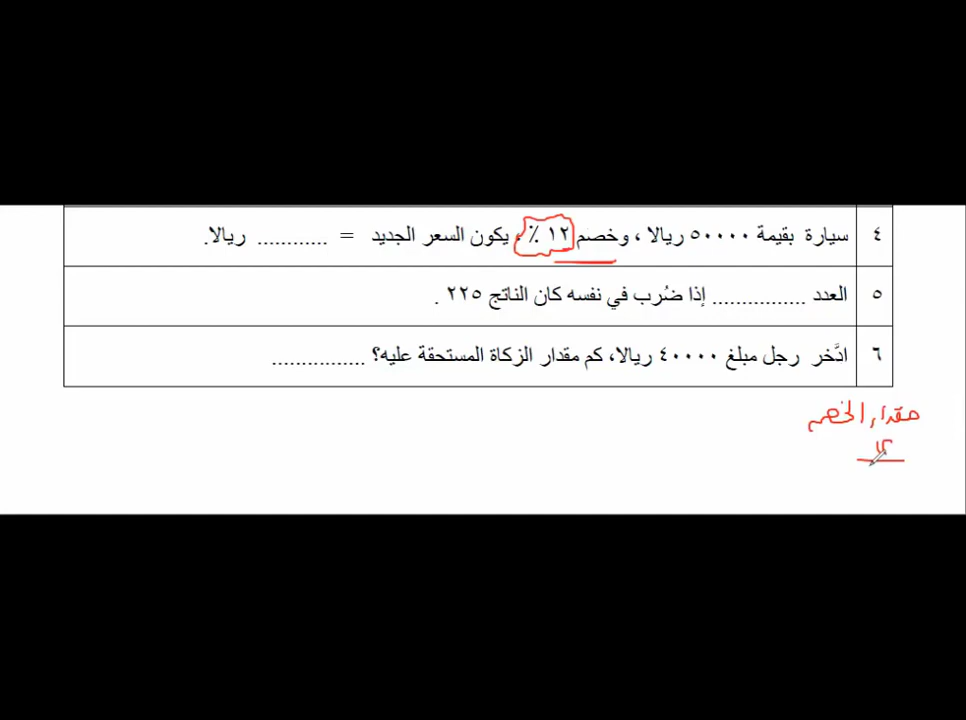 ٤ سيارة بقيمة ٥٠٠٠٠ ريالا ، وخصم ١٢ ٪ ، يكون السعر الجديد = ............ ريالا.
٥ العدد ................ إذا ضُرب في نفسه كان الناتج ٢٢٥ .
٦ ادَّخر رجل مبلغ ٤٠٠٠٠ ريالا، كم مقدار الزكاة المستحقة عليه؟ ................
مقدار الخصم
١٢